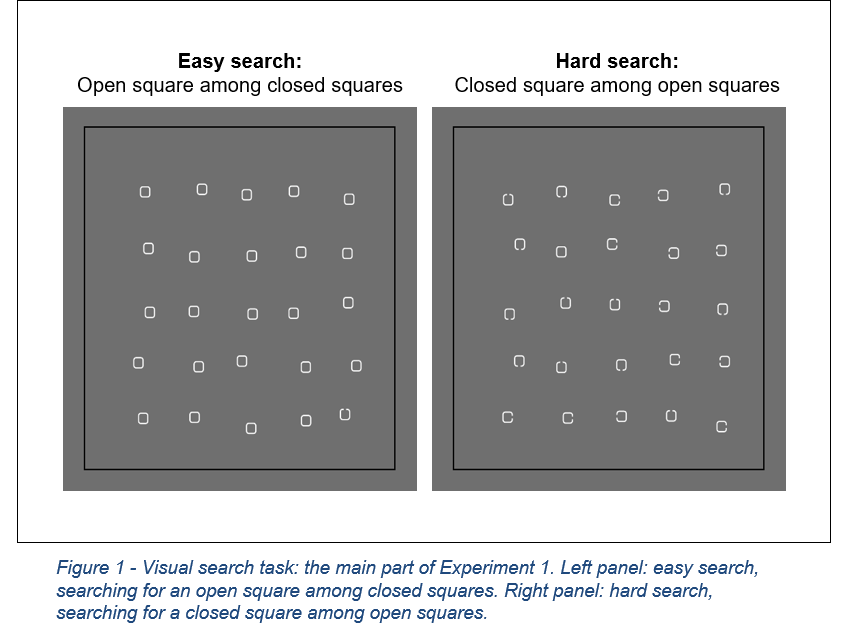 Easy search:
Open square among closed squares
Hard search:
Closed square among open squares
Figure 1 - Visual search task: the main part of Experiment 1. Left panel: easy search,
searching for an open square among closed squares. Right panel: hard search,
searching for a closed square among open squares.